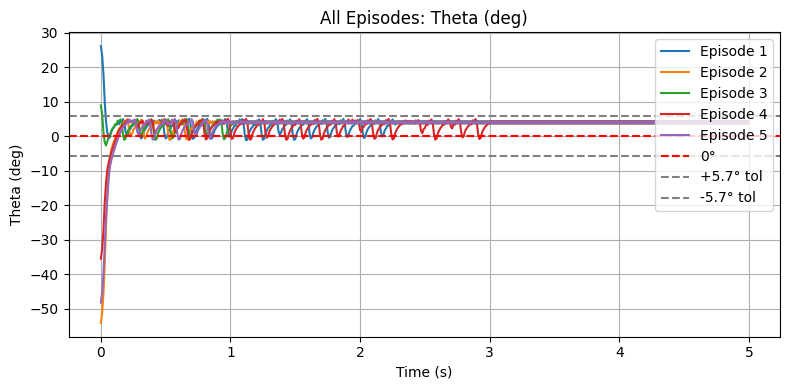 All Episodes: Theta (deg)
Theta (deg)
30
20
10
0
−10
−20
−30
−40
−50
Episode 1
Episode 2
Episode 3
Episode 4
Episode 5
0°
+5.7° tol
-5.7° tol
0 1 2 3 4 5
Time (s)